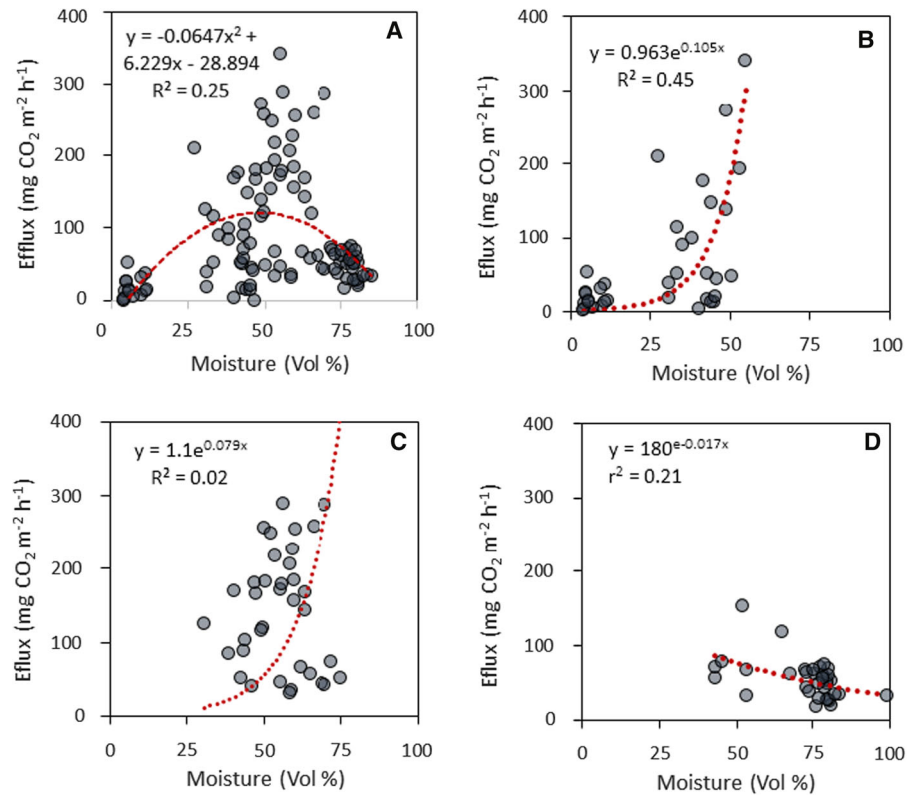 A
y = -0.0647x² +
6.229x - 28.894
R² = 0.25
400
300
200
100
0
0 25 50 75 100
Efflux (mg CO₂ m⁻² h⁻¹)
Moisture (Vol %)
B
y = 0.963e^0.105x
R² = 0.45
400
300
200
100
0
0 25 50 75 100
Eflux (mg CO₂ m⁻² h⁻¹)
Moisture (Vol %)
C
y = 1.1e^0.079x
R² = 0.02
400
300
200
100
0
0 25 50 75 100
Eflux (mg CO₂ m⁻² h⁻¹)
Moisture (Vol %)
D
y = 180^e-0.017x
r² = 0.21
400
300
200
100
0
0 25 50 75 100
Eflux (mg CO₂ m⁻² h⁻¹)
Moisture (Vol %)